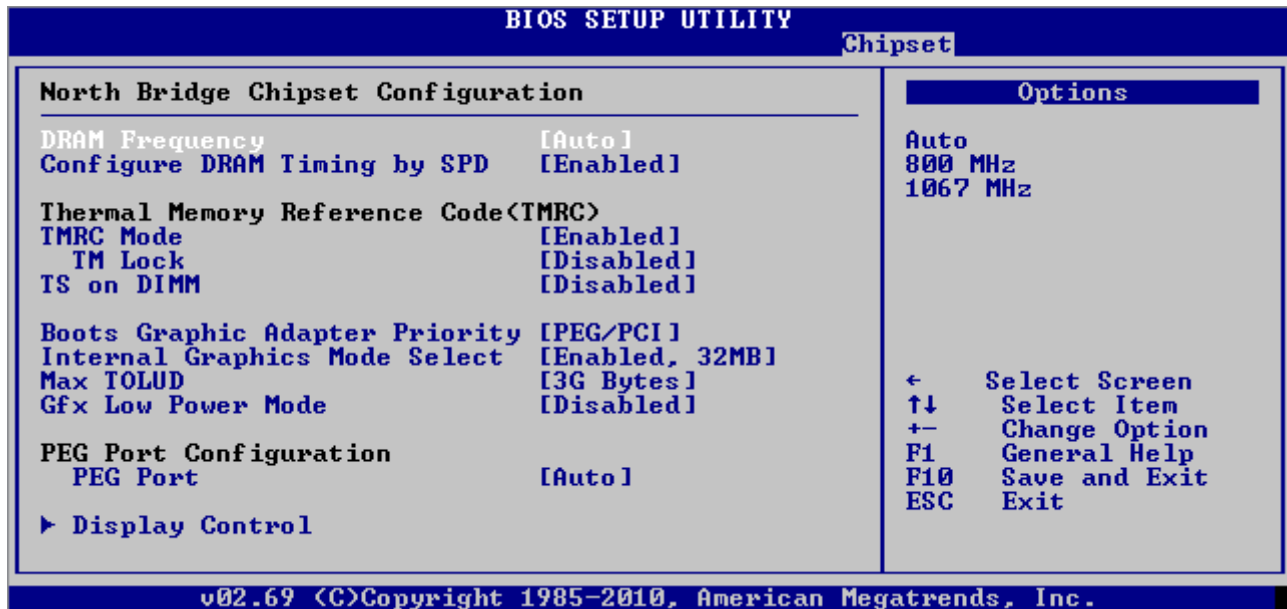 BIOS SETUP UTILITY
Chipset
North Bridge Chipset Configuration
DRAM Frequency [Auto]
Configure DRAM Timing by SPD [Enabled]
Thermal Memory Reference Code(TMRC)
TMRC Mode [Enabled]
TM Lock [Disabled]
TS on DIMM [Disabled]
Boots Graphic Adapter Priority [PEG/PCI]
Internal Graphics Mode Select [Enabled, 32MB]
Max TOLUD [3G Bytes]
Gfx Low Power Mode [Disabled]
PEG Port Configuration
PEG Port [Auto]
► Display Control
Options
Auto
800 MHz
1067 MHz
← Select Screen
↑↓ Select Item
+- Change Option
F1 General Help
F10 Save and Exit
ESC Exit
v02.69 (C)Copyright 1985-2010, American Megatrends, Inc.